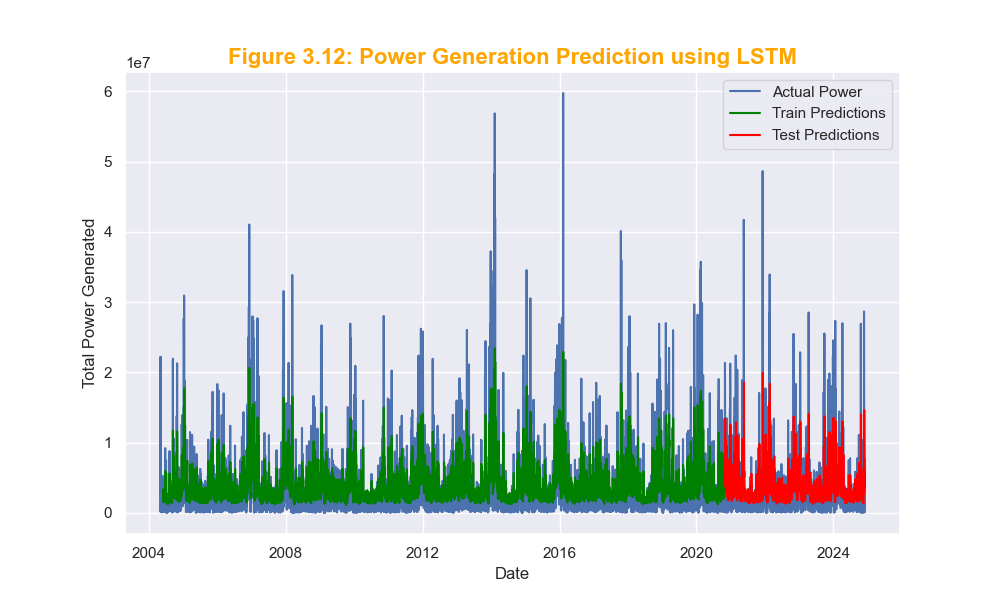 Figure 3.12: Power Generation Prediction using LSTM
1e7
Actual Power
Train Predictions
Test Predictions
6
5
4
3
2
1
0
Total Power Generated
2004
2008
2012
2016
2020
2024
Date